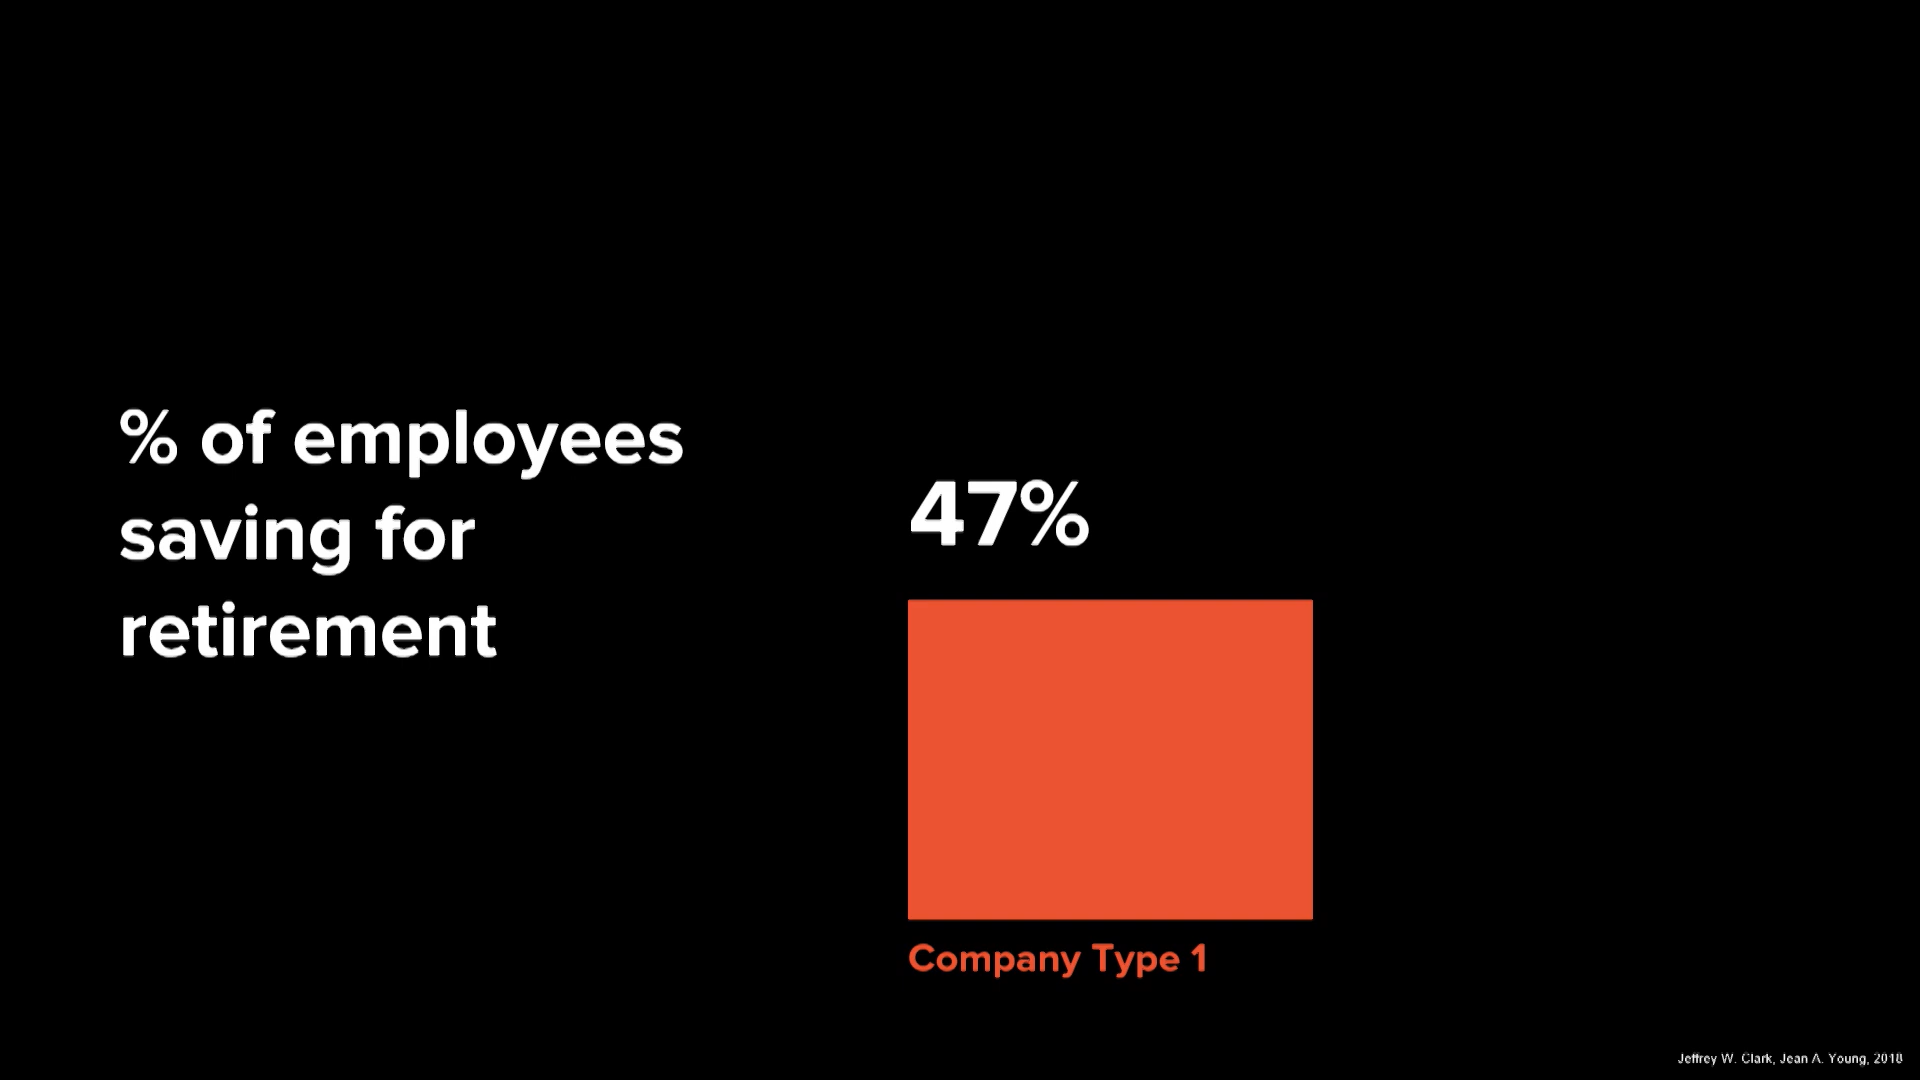 % of employees
saving for
retirement
47%
Company Type 1
Jeffrey W. Clark, Jean A. Young, 2018